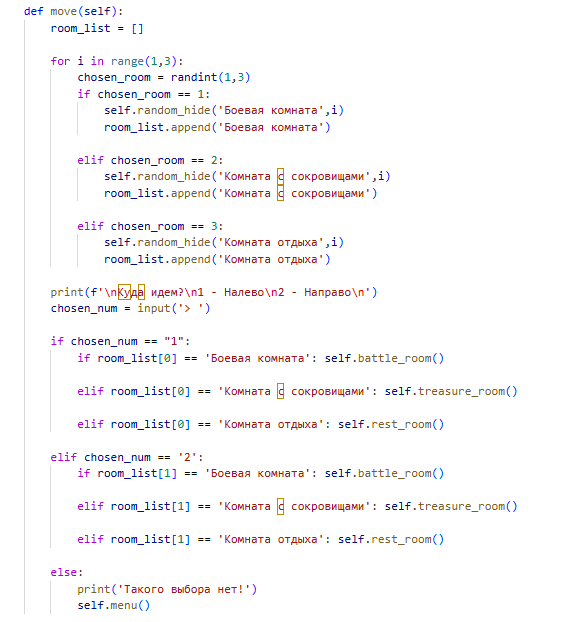 def move(self):
    room_list = []

    for i in range(1,3):
        chosen_room = randint(1,3)
        if chosen_room == 1:
            self.random_hide('Боевая комната',i)
            room_list.append('Боевая комната')

        elif chosen_room == 2:
            self.random_hide('Комната с сокровищами',i)
            room_list.append('Комната с сокровищами')

        elif chosen_room == 3:
            self.random_hide('Комната отдыха',i)
            room_list.append('Комната отдыха')

    print(f'\nКуда идем?\n1 - Налево\n2 - Направо\n')
    chosen_num = input('> ')

    if chosen_num == "1":
        if room_list[0] == 'Боевая комната': self.battle_room()

        elif room_list[0] == 'Комната с сокровищами': self.treasure_room()

        elif room_list[0] == 'Комната отдыха': self.rest_room()

    elif chosen_num == '2':
        if room_list[1] == 'Боевая комната': self.battle_room()

        elif room_list[1] == 'Комната с сокровищами': self.treasure_room()

        elif room_list[1] == 'Комната отдыха': self.rest_room()

    else:
        print('Такого выбора нет!')
        self.menu()